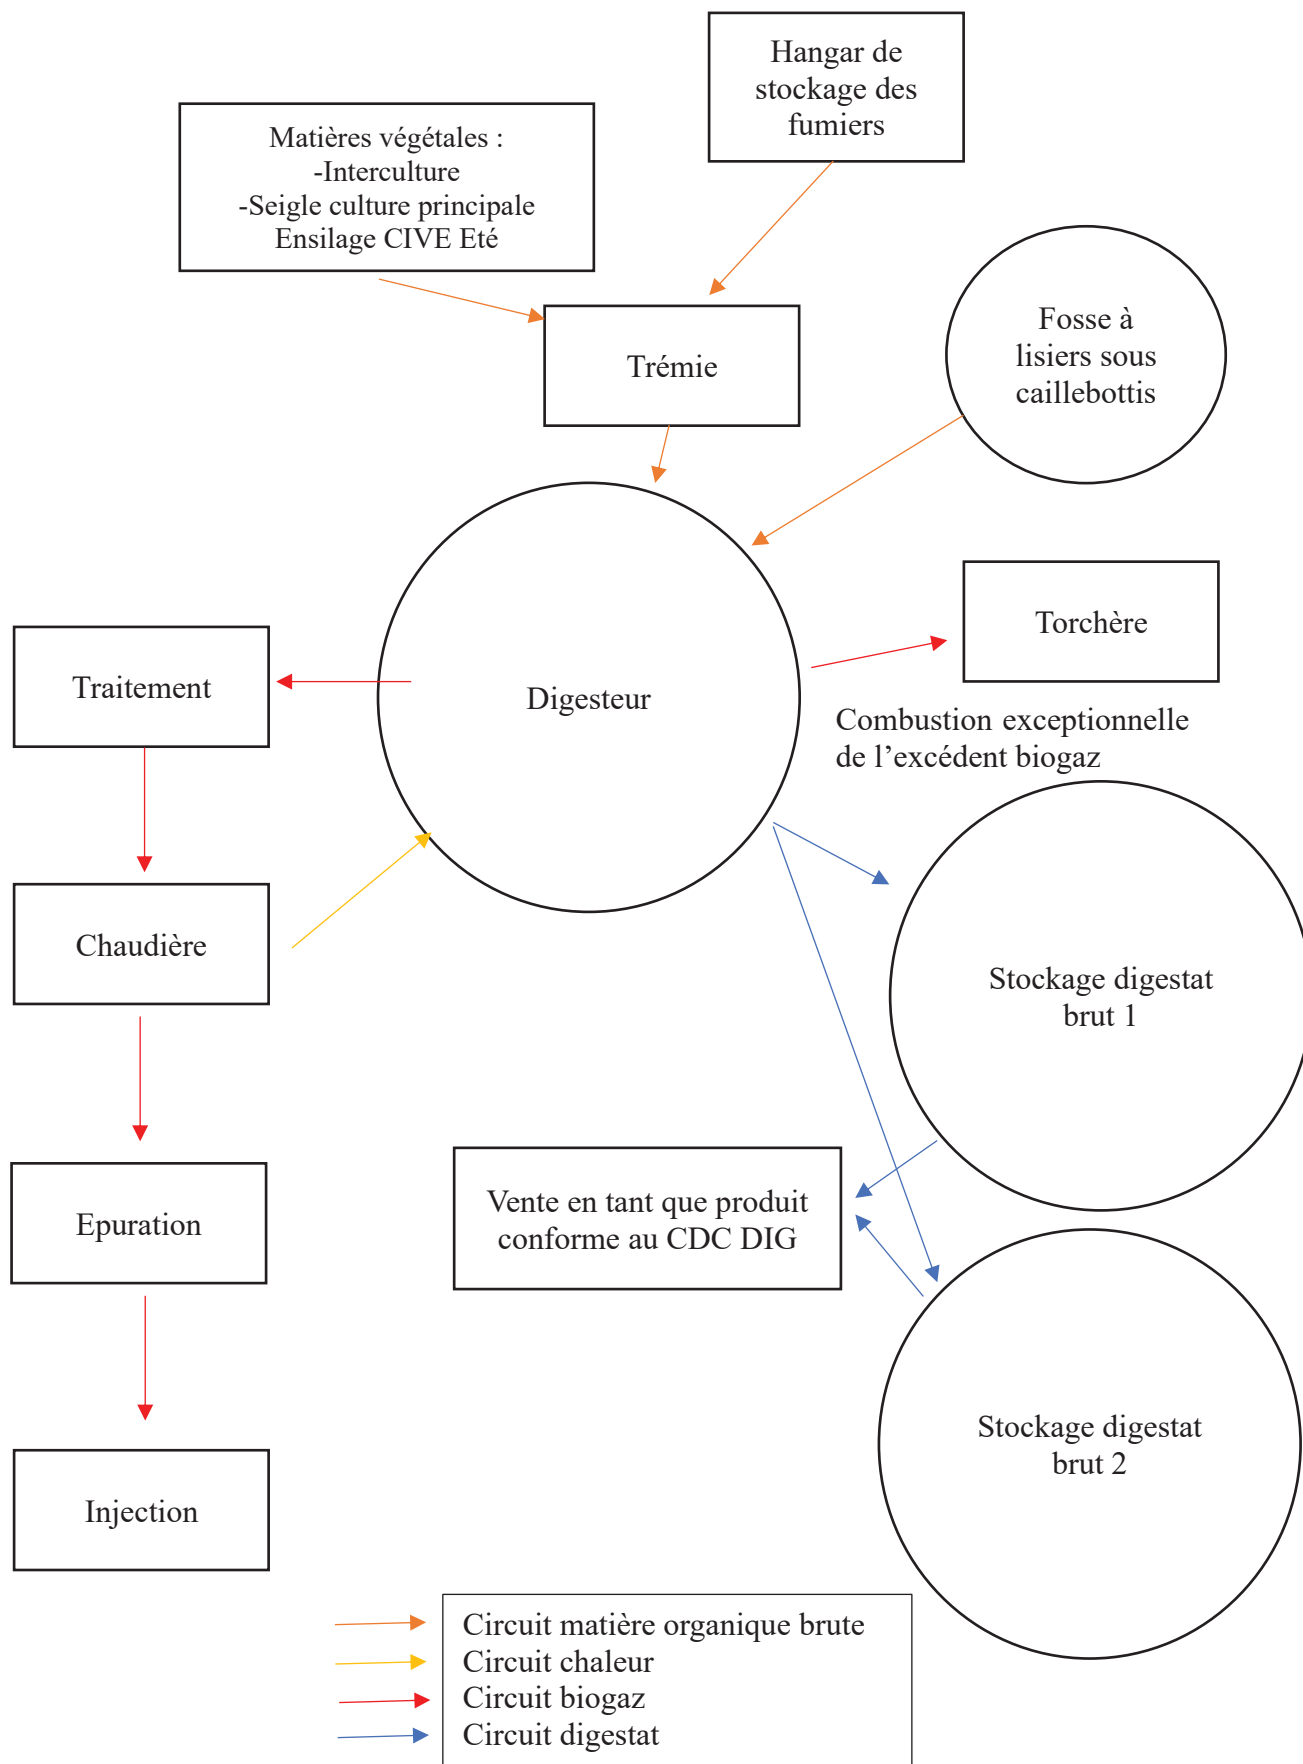 Hangar de
stockage des
fumiers
Matières végétales :
-Interculture
-Seigle culture principale
Ensilage CIVE Eté
Trémie
Fosse à
lisiers sous
caillebottis
Torchère
Traitement
Digesteur
Combustion exceptionnelle
de l’excédent biogaz
Chaudière
Stockage digestat
brut 1
Epuration
Vente en tant que produit
conforme au CDC DIG
Stockage digestat
brut 2
Injection
Circuit matière organique brute
Circuit chaleur
Circuit biogaz
Circuit digestat